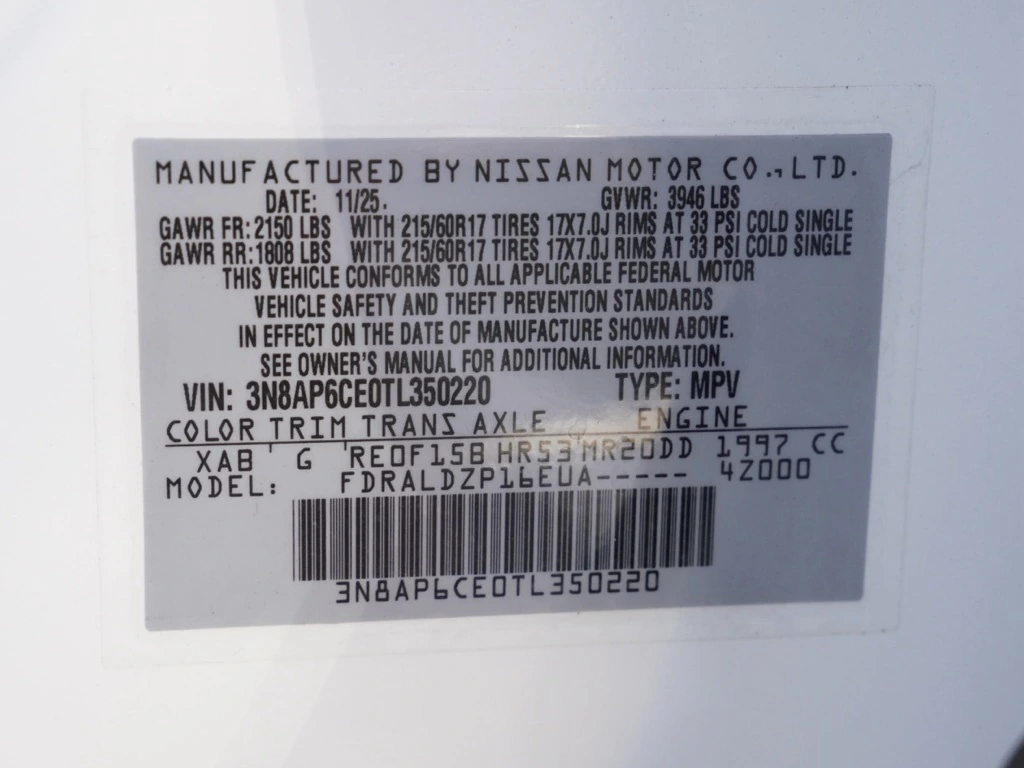 MANUFACTURED BY NISSAN MOTOR CO., LTD.
DATE: 11/25. GVWR: 3946 LBS
GAWR FR: 2150 LBS WITH 215/60R17 TIRES 17X7.0J RIMS AT 33 PSI COLD SINGLE
GAWR RR: 1808 LBS WITH 215/60R17 TIRES 17X7.0J RIMS AT 33 PSI COLD SINGLE
THIS VEHICLE CONFORMS TO ALL APPLICABLE FEDERAL MOTOR
VEHICLE SAFETY AND THEFT PREVENTION STANDARDS
IN EFFECT ON THE DATE OF MANUFACTURE SHOWN ABOVE.
SEE OWNER'S MANUAL FOR ADDITIONAL INFORMATION.
VIN: 3N8AP6CE0TL350220 TYPE: MPV
COLOR TRIM TRANS AXLE ENGINE
XAB G RE0F15B HR53 MR20DD 1997 CC
MODEL: FDRALDZP16EUA----- 4Z000
3N8AP6CE0TL350220